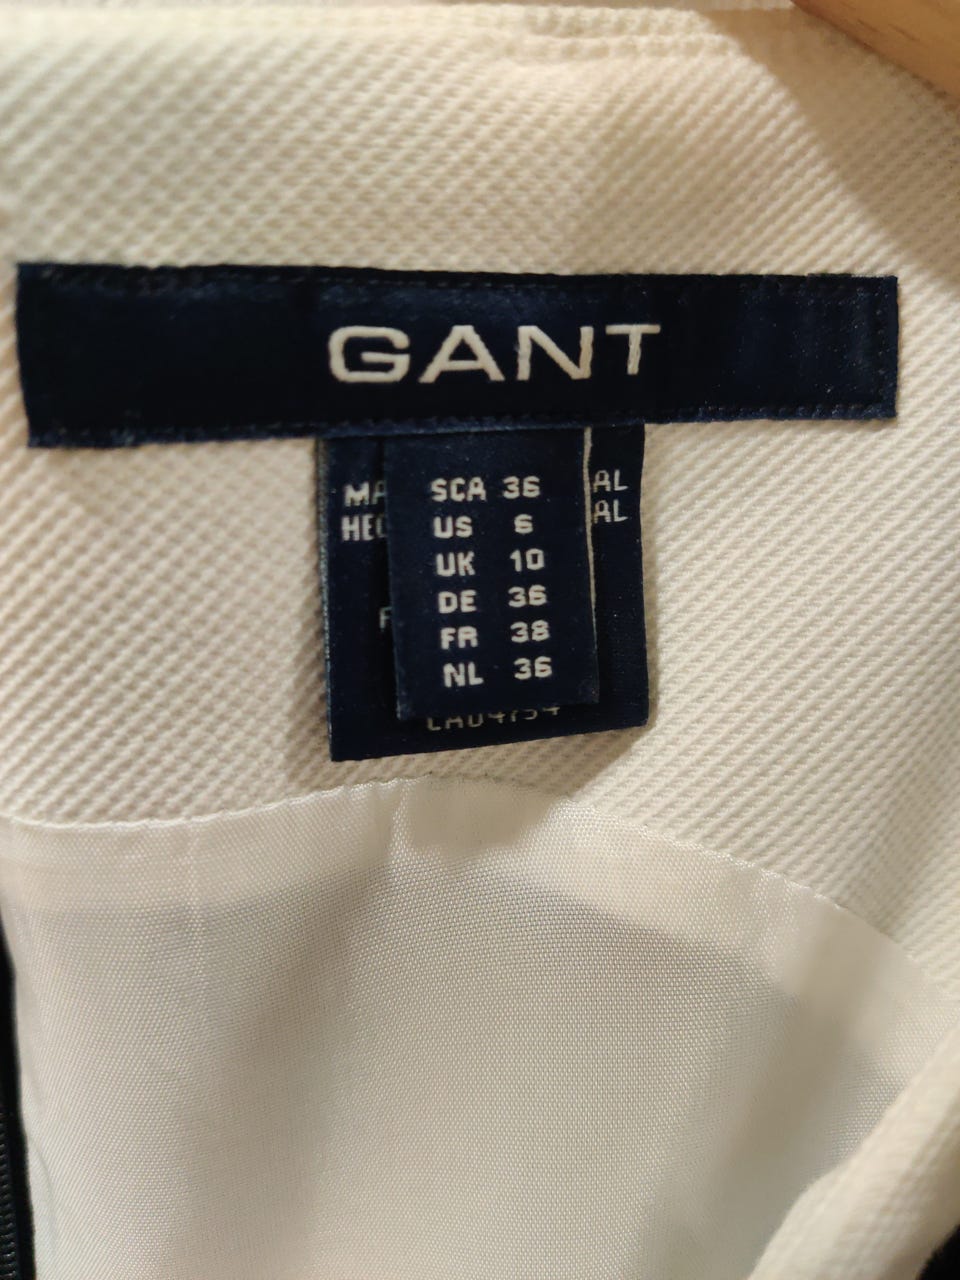 GANT
SCA 36
US 6
UK 10
DE 36
FR 38
NL 36